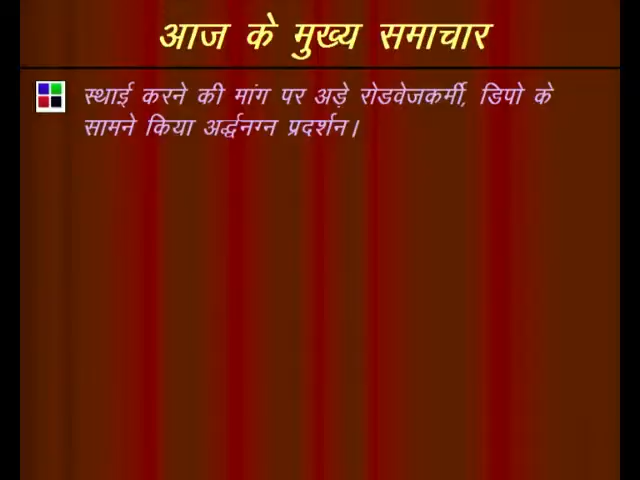 आज के मुख्य समाचार
स्थाई करने की मांग पर अड़े रोडवेजकर्मी, डिपो के
सामने किया अर्द्धनग्न प्रदर्शन।